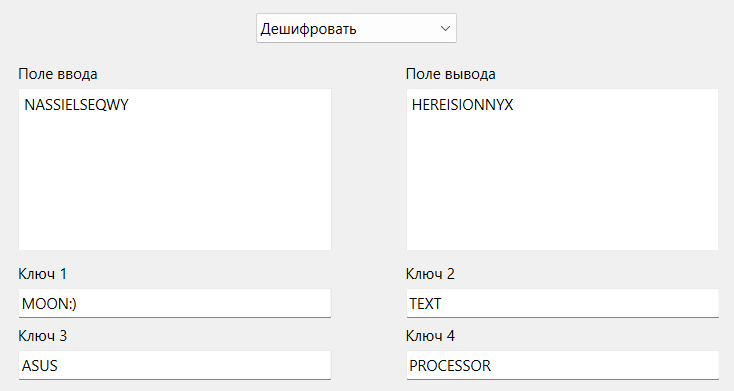 Дешифровать
Поле ввода
Поле вывода
NASSIELSEQWY
HEREISIONNYX
Ключ 1
Ключ 2
MOON:)
TEXT
Ключ 3
Ключ 4
ASUS
PROCESSOR